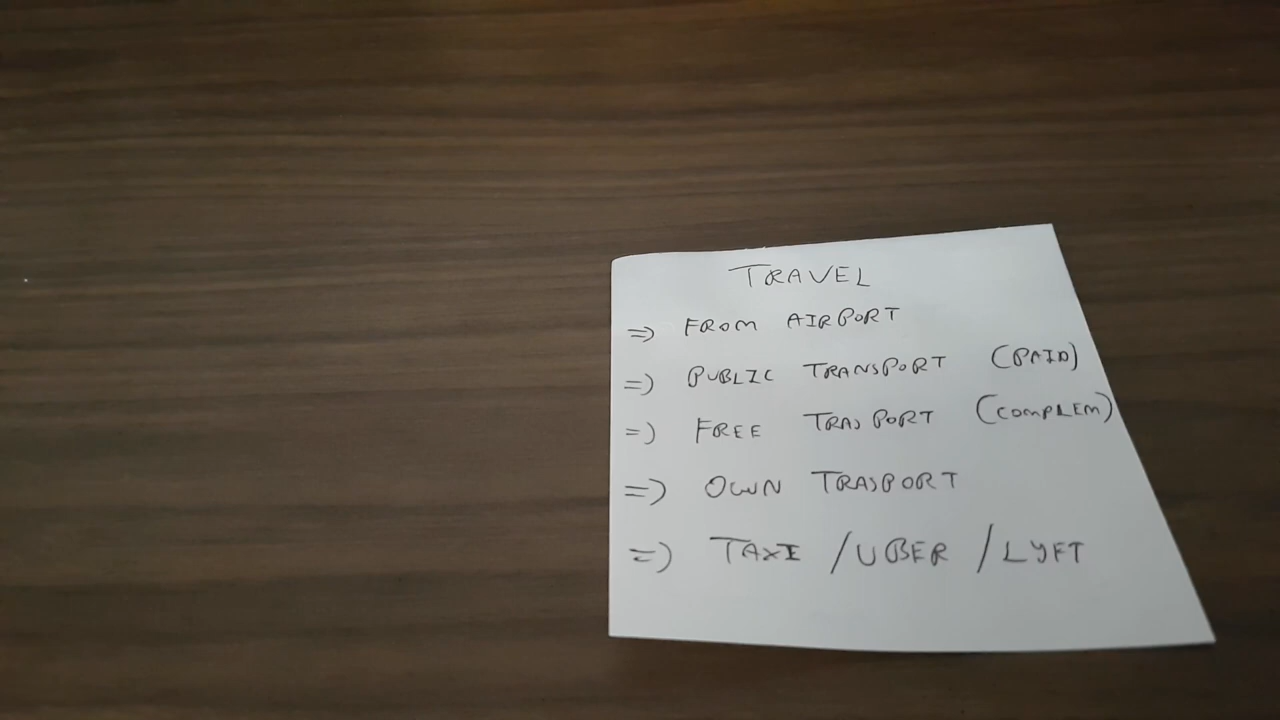 TRAVEL
=> FROM AIRPORT
=> PUBLIC TRANSPORT (PAID)
=> FREE TRASPORT (COMPLEM)
=> OWN TRASPORT
=> TAXI /UBER /LYFT